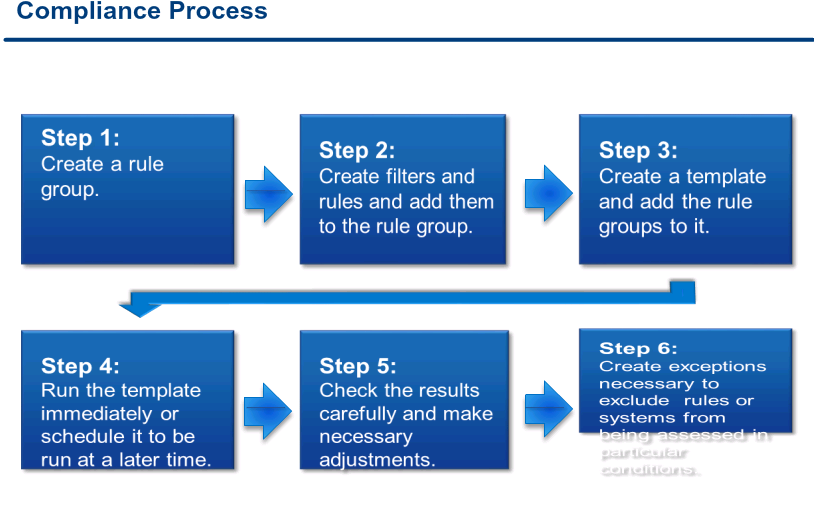 Compliance Process
Step 1:
Create a rule
group.
Step 2:
Create filters and
rules and add them
to the rule group.
Step 3:
Create a template
and add the rule
groups to it.
Step 4:
Run the template
immediately or
schedule it to be
run at a later time.
Step 5:
Check the results
carefully and make
necessary
adjustments.
Step 6:
Create exceptions
necessary to
exclude  rules or
systems from
being assessed in
particular
conditions.